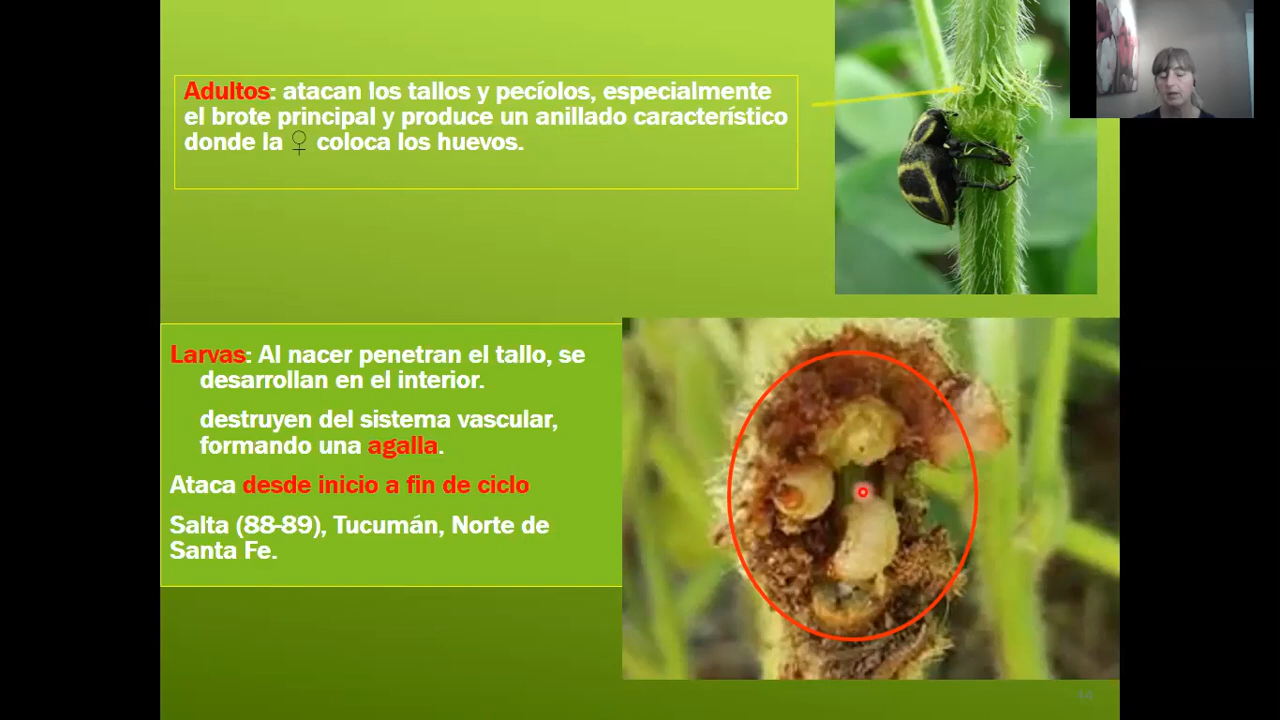 Adultos: atacan los tallos y pecíolos, especialmente
el brote principal y produce un anillado característico
donde la ♀ coloca los huevos.
Larvas: Al nacer penetran el tallo, se
desarrollan en el interior.
destruyen del sistema vascular,
formando una agalla.
Ataca desde inicio a fin de ciclo
Salta (88-89), Tucumán, Norte de
Santa Fe.
44